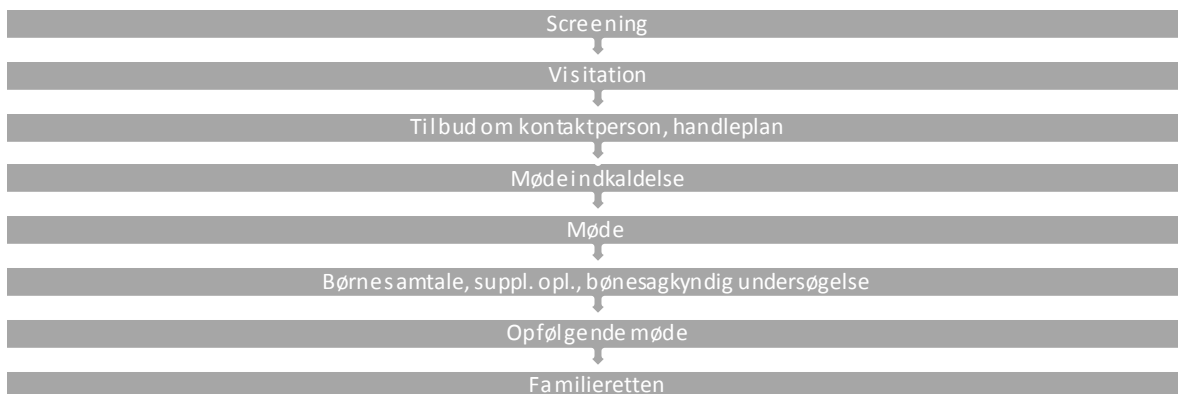 Screening
Visitation
Tilbud om kontaktperson, handleplan
Mødeindkaldelse
Møde
Børnesamtale, suppl. opl., bønesagkyndig undersøgelse
Opfølgende møde
Familieretten